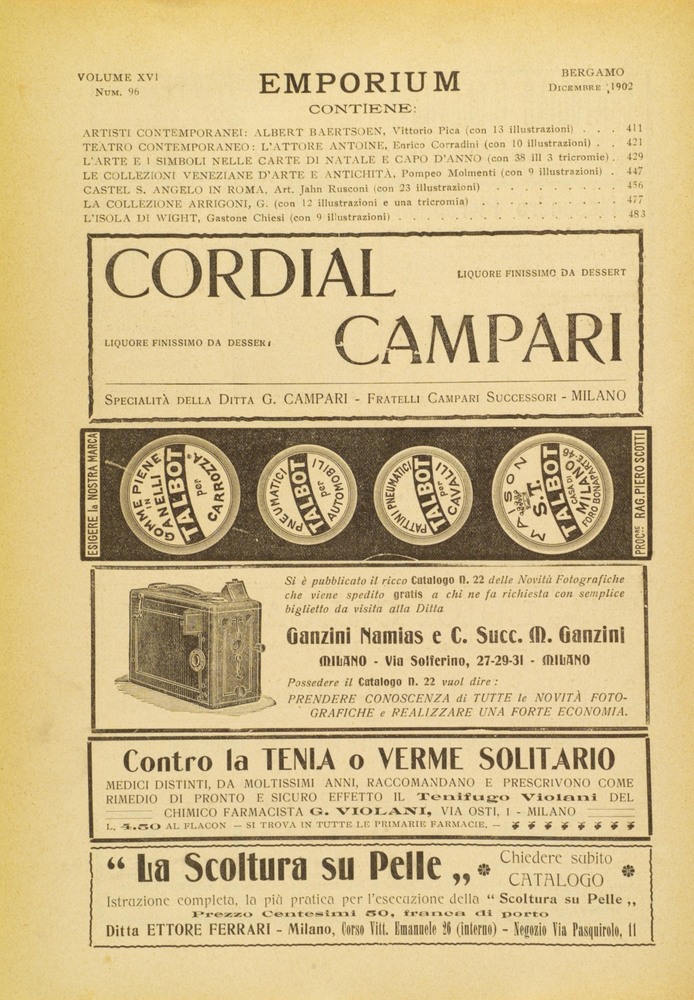 VOLUME XVI
NUM. 96
EMPORIUM
BERGAMO
DICEMBRE 1902
CONTIENE:
ARTISTI CONTEMPORANEI: ALBERT BAERTSOEN, Vittorio Pica (con 13 illustrazioni) . . . 411
TEATRO CONTEMPORANEO: L'ATTORE ANTOINE, Enrico Corradini (con 10 illustrazioni) . . 421
L'ARTE E I SIMBOLI NELLE CARTE DI NATALE E CAPO D'ANNO (con 38 ill 3 tricromie) . 429
LE COLLEZIONI VENEZIANE D'ARTE E ANTICHITÀ, Pompeo Molmenti (con 9 illustrazioni) . 447
CASTEL S. ANGELO IN ROMA, Art. Jahn Rusconi (con 23 illustrazioni) . . . . . . . . 456
LA COLLEZIONE ARRIGONI, G. (con 12 illustrazioni e una tricromia) . . . . . . . . 477
L'ISOLA DI WIGHT, Gastone Chiesi (con 9 illustrazioni) . . . . . . . . . . . . . 483
CORDIAL
LIQUORE FINISSIMO DA DESSERT
LIQUORE FINISSIMO DA DESSERT
CAMPARI
SPECIALITÀ DELLA DITTA G. CAMPARI - FRATELLI CAMPARI SUCCESSORI - MILANO
ESIGERE la NOSTRA MARCA
GOMME PIENE
IN
GANELLI
TALBOT
per
CARROZZA
PNEUMATICI
TALBOT
per
AUTOMOBILI
PATTINI PNEUMATICI
TALBOT
per
CAVALLI
MAISON
S.T.
TALBOT
CASA DI
MILANO
FORO BONAPARTE-46
PROC.re RAG. PIERO SCOTTI
Si è pubblicato il ricco Catalogo N. 22 delle Novità Fotografiche
che viene spedito gratis a chi ne fa richiesta con semplice
biglietto da visita alla Ditta
Ganzini Namias e C. Succ. M. Ganzini
MILANO - Via Solferino, 27-29-31 - MILANO
Possedere il Catalogo N. 22 vuol dire:
PRENDERE CONOSCENZA di TUTTE le NOVITÀ FOTO-
GRAFICHE e REALIZZARE UNA FORTE ECONOMIA.
Contro la TENIA o VERME SOLITARIO
MEDICI DISTINTI, DA MOLTISSIMI ANNI, RACCOMANDANO E PRESCRIVONO COME
RIMEDIO DI PRONTO E SICURO EFFETTO IL Tenifugo Violani DEL
CHIMICO FARMACISTA G. VIOLANI, VIA OSTI, 1 - MILANO
L. 4.50 AL FLACON — SI TROVA IN TUTTE LE PRIMARIE FARMACIE. —
“ La Scoltura su Pelle „
Chiedere subito
CATALOGO
Istruzione completa, la più pratica per l'esecuzione della “ Scoltura su Pelle „
Prezzo Centesimi 50, franca di porto
Ditta ETTORE FERRARI - Milano, Corso Vitt. Emanuele 26 (interno) - Negozio Via Pasquirolo, 11